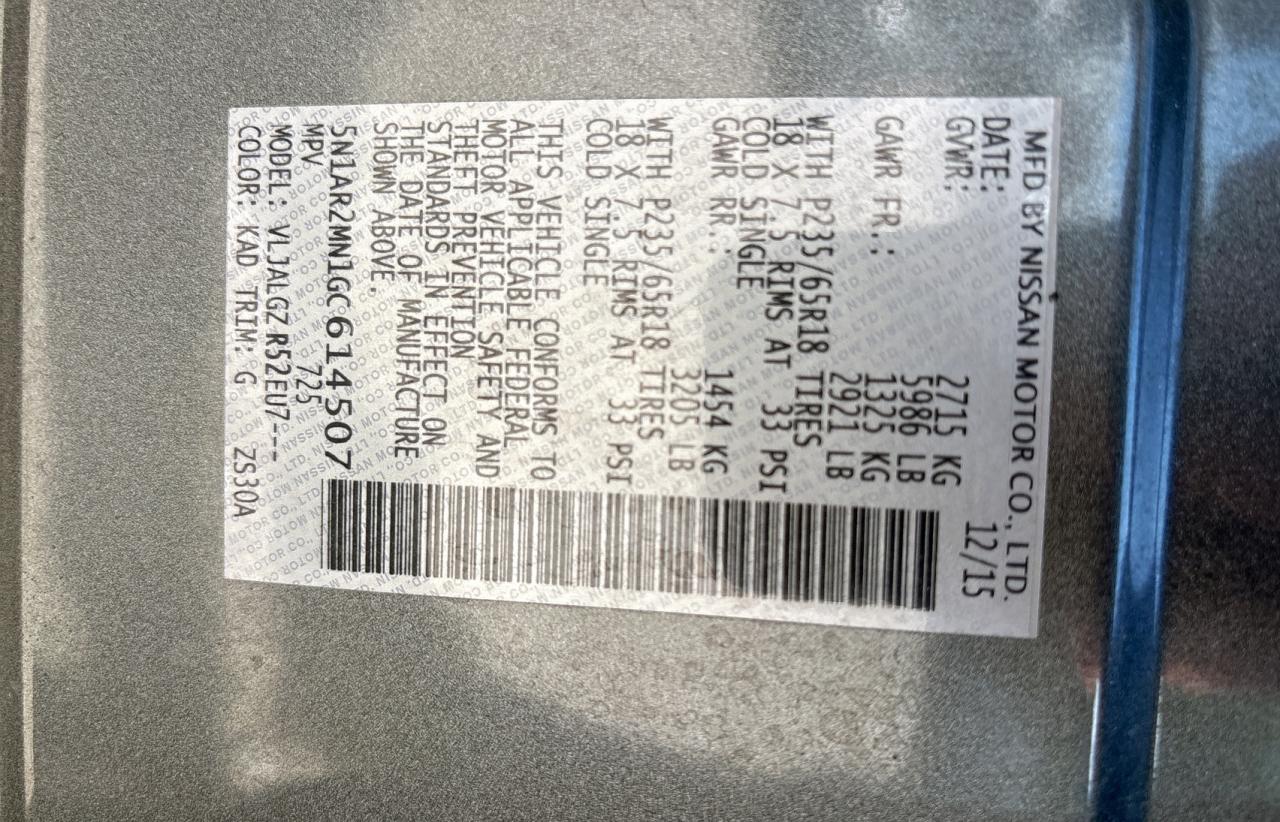 MFD BY NISSAN MOTOR CO., LTD.
DATE: 12/15
GVWR: 2715 KG
5986 LB
GAWR FR.: 1325 KG
2921 LB
WITH P235/65R18 TIRES
18 X 7.5 RIMS AT 33 PSI
COLD SINGLE
GAWR RR.: 1454 KG
3205 LB
WITH P235/65R18 TIRES
18 X 7.5 RIMS AT 33 PSI
COLD SINGLE
THIS VEHICLE CONFORMS TO
ALL APPLICABLE FEDERAL
MOTOR VEHICLE SAFETY AND
THEFT PREVENTION
STANDARDS IN EFFECT ON
THE DATE OF MANUFACTURE
SHOWN ABOVE.
5N1AR2MN1GC614507
MPV 725
MODEL: VLJALGZ R52EU7---
COLOR: KAD TRIM: G ZS30A